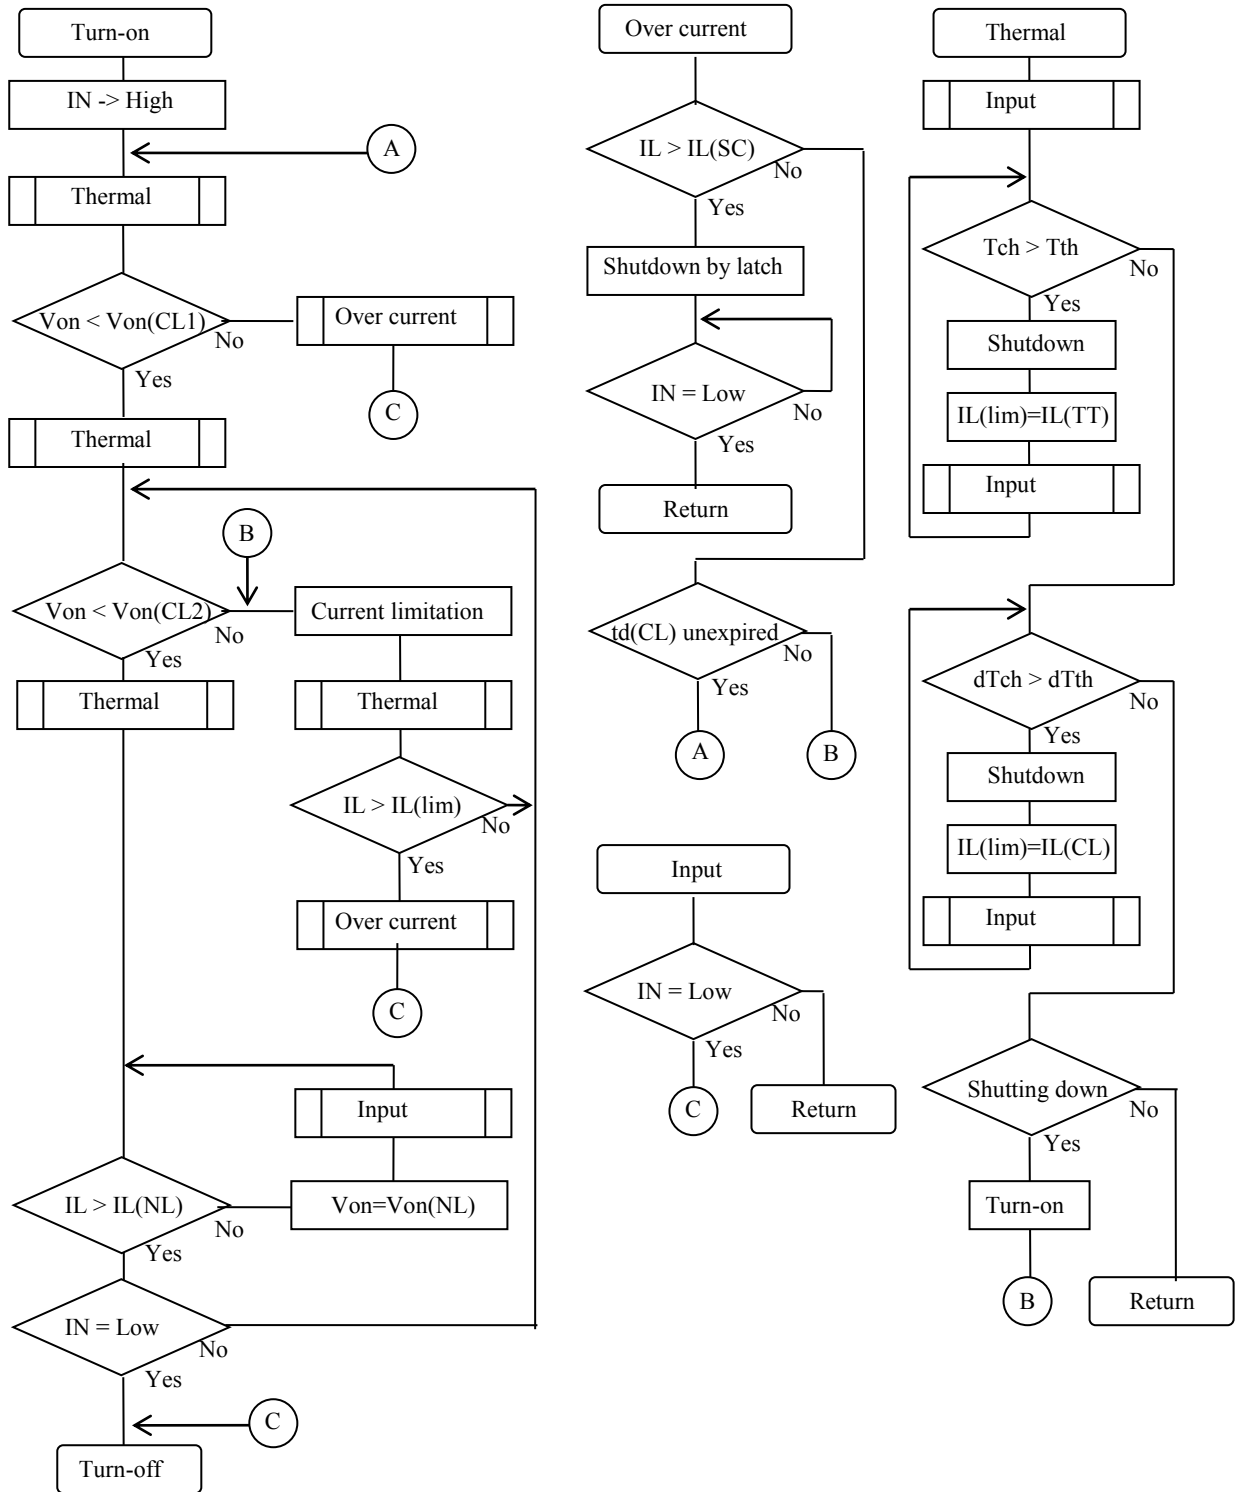 Turn-on
IN -> High
A
Thermal
Von < Von(CL1)
No
Yes
Over current
C
Thermal
B
Von < Von(CL2)
No
Yes
Current limitation
Thermal
Thermal
IL > IL(lim)
No
Yes
Over current
C
Input
Von=Von(NL)
IL > IL(NL)
No
Yes
IN = Low
No
Yes
C
Turn-off
Over current
IL > IL(SC)
No
Yes
Shutdown by latch
IN = Low
No
Yes
Return
td(CL) unexpired
No
Yes
A
B
Input
IN = Low
No
Yes
C
Return
Thermal
Input
Tch > Tth
No
Yes
Shutdown
IL(lim)=IL(TT)
Input
dTch > dTth
No
Yes
Shutdown
IL(lim)=IL(CL)
Input
Shutting down
No
Yes
Turn-on
B
Return